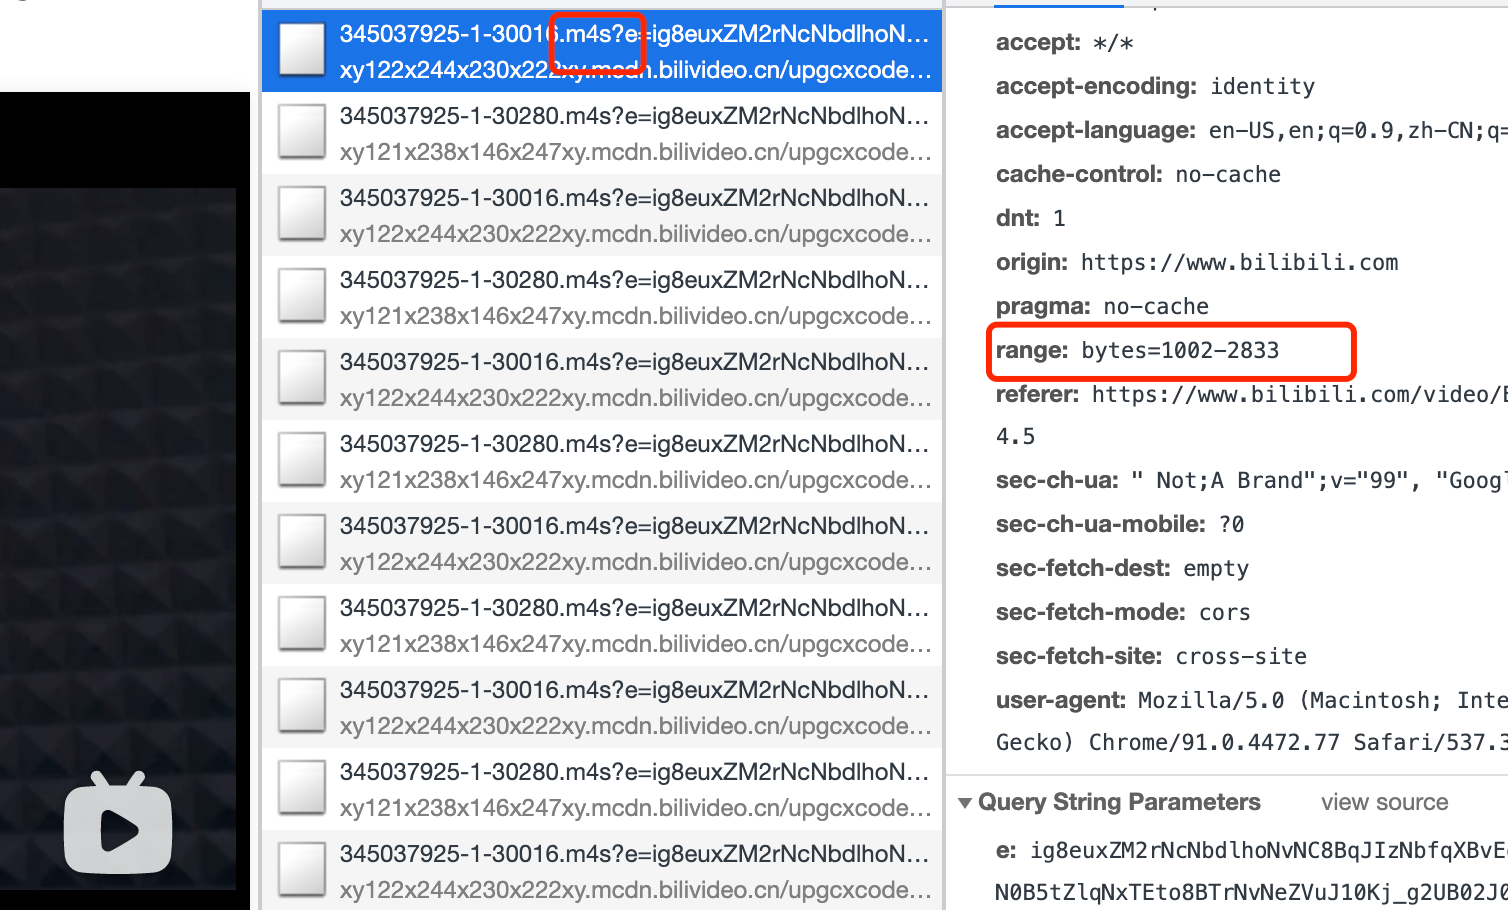 345037925-1-30016.m4s?e=ig8euxZM2rNcNbdlhoN...
xy122x244x230x222xy.mcdn.bilivideo.cn/upgcxcode...
345037925-1-30280.m4s?e=ig8euxZM2rNcNbdlhoN...
xy121x238x146x247xy.mcdn.bilivideo.cn/upgcxcode...
345037925-1-30016.m4s?e=ig8euxZM2rNcNbdlhoN...
xy122x244x230x222xy.mcdn.bilivideo.cn/upgcxcode...
345037925-1-30280.m4s?e=ig8euxZM2rNcNbdlhoN...
xy121x238x146x247xy.mcdn.bilivideo.cn/upgcxcode...
345037925-1-30016.m4s?e=ig8euxZM2rNcNbdlhoN...
xy122x244x230x222xy.mcdn.bilivideo.cn/upgcxcode...
345037925-1-30280.m4s?e=ig8euxZM2rNcNbdlhoN...
xy121x238x146x247xy.mcdn.bilivideo.cn/upgcxcode...
345037925-1-30016.m4s?e=ig8euxZM2rNcNbdlhoN...
xy122x244x230x222xy.mcdn.bilivideo.cn/upgcxcode...
345037925-1-30280.m4s?e=ig8euxZM2rNcNbdlhoN...
xy121x238x146x247xy.mcdn.bilivideo.cn/upgcxcode...
345037925-1-30016.m4s?e=ig8euxZM2rNcNbdlhoN...
xy122x244x230x222xy.mcdn.bilivideo.cn/upgcxcode...
345037925-1-30280.m4s?e=ig8euxZM2rNcNbdlhoN...
xy121x238x146x247xy.mcdn.bilivideo.cn/upgcxcode...
345037925-1-30016.m4s?e=ig8euxZM2rNcNbdlhoN...
xy122x244x230x222xy.mcdn.bilivideo.cn/upgcxcode...
accept: */*
accept-encoding: identity
accept-language: en-US,en;q=0.9,zh-CN;q=
cache-control: no-cache
dnt: 1
origin: https://www.bilibili.com
pragma: no-cache
range: bytes=1002-2833
referer: https://www.bilibili.com/video/
4.5
sec-ch-ua: " Not;A Brand";v="99", "Goog
sec-ch-ua-mobile: ?0
sec-fetch-dest: empty
sec-fetch-mode: cors
sec-fetch-site: cross-site
user-agent: Mozilla/5.0 (Macintosh; Inte
Gecko) Chrome/91.0.4472.77 Safari/537.3
Query String Parameters view source
e: ig8euxZM2rNcNbdlhoNvNC8BqJIzNbfqXBvE
N0B5tZlqNxTEto8BTrNvNeZVuJ10Kj_g2UB02J0